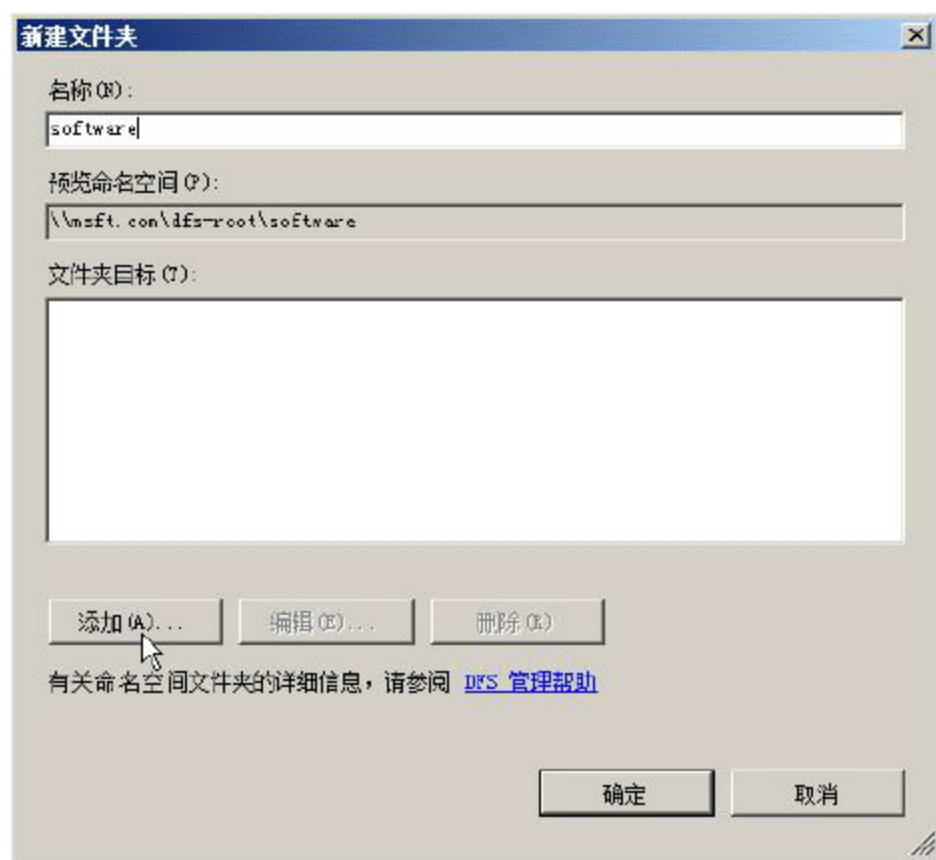 新建文件夹
名称(N):
software
预览命名空间(P):
\\msft.com\dfs-root\software
文件夹目标(T):
添加(A)... 编辑(E)... 删除(R)
有关命名空间文件夹的详细信息，请参阅 DFS 管理帮助
确定 取消